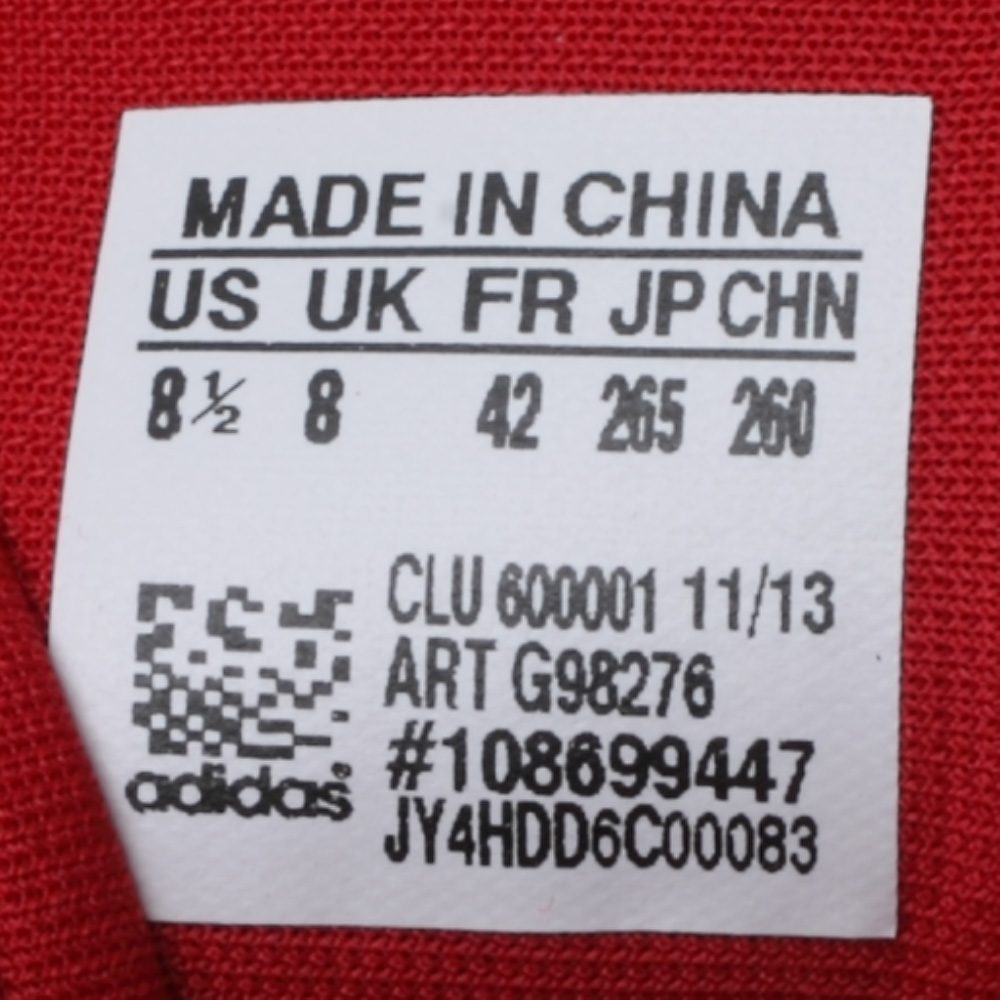 MADE IN CHINA
US UK FR JP CHN
8½ 8 42 265 260
CLU 600001 11/13
ART G98276
#108699447
adidas®
JY4HDD6C00083